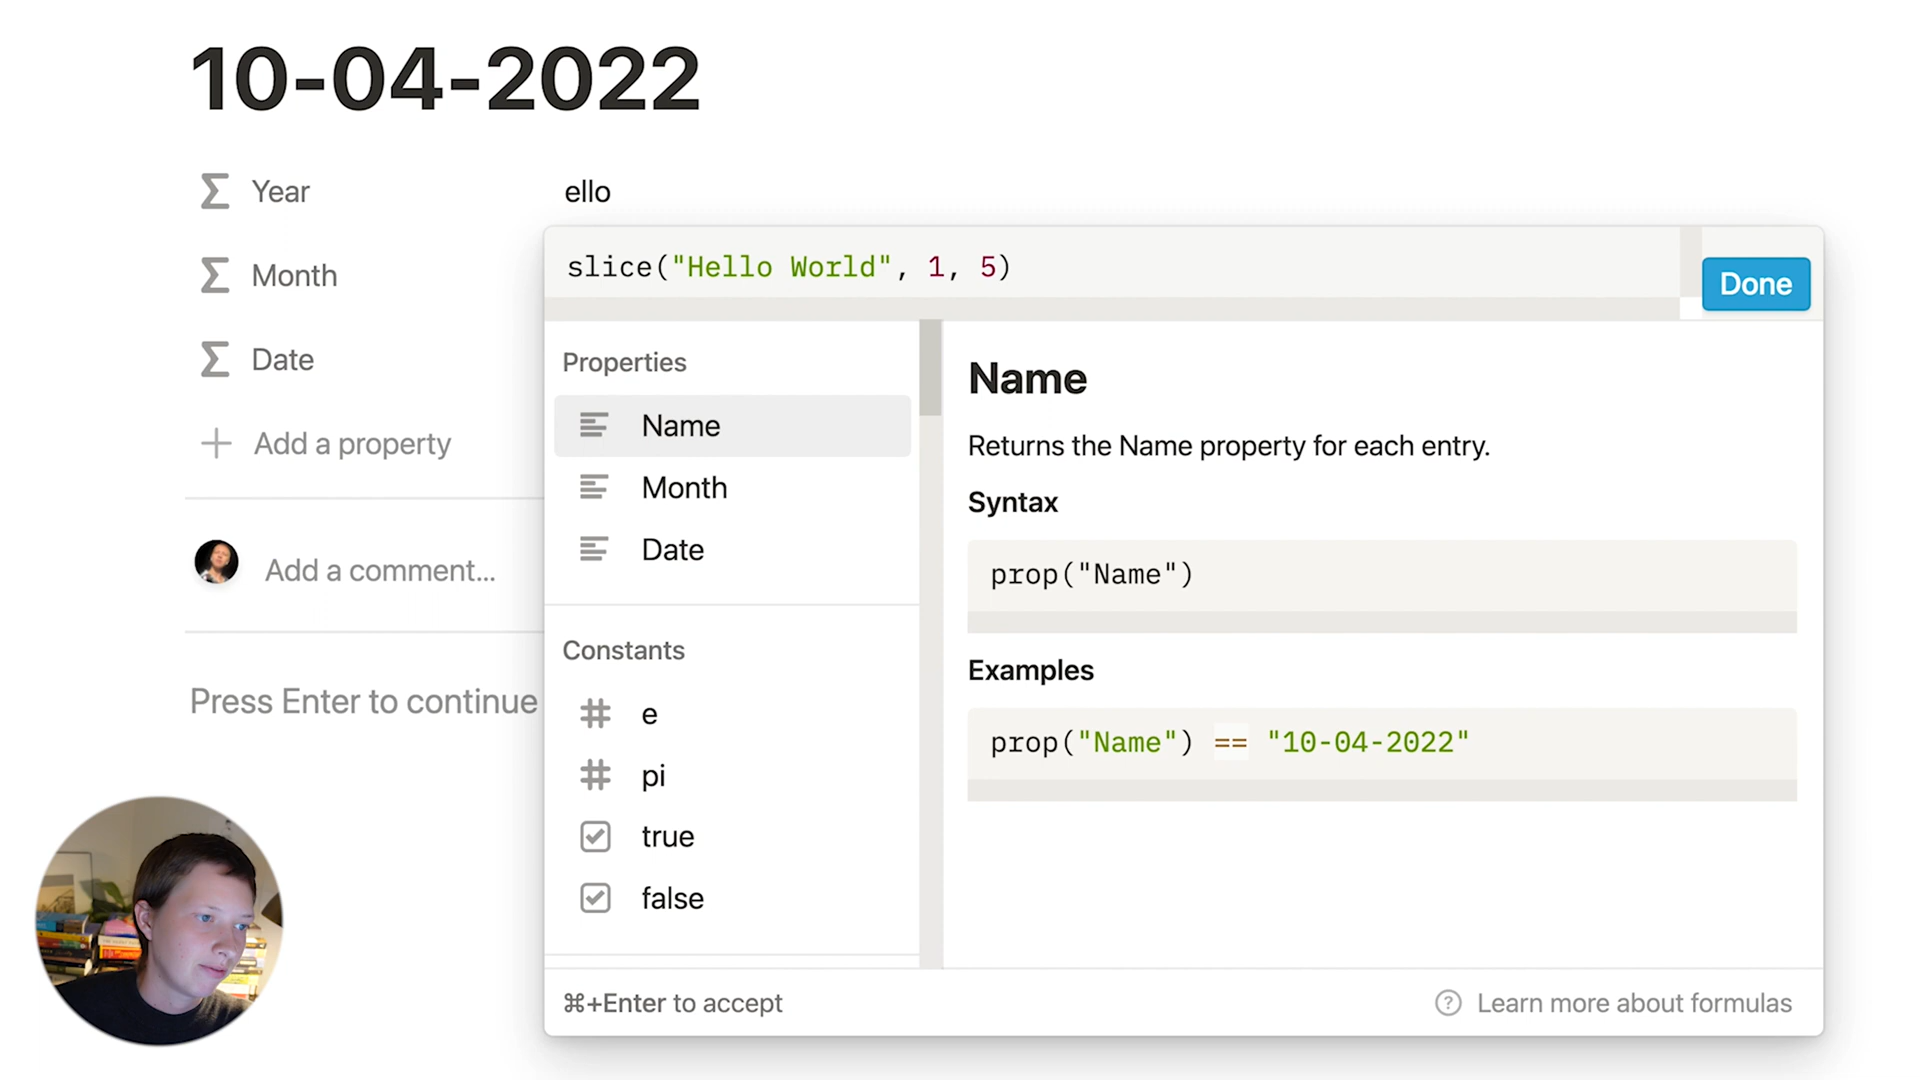 10-04-2022
Year
ello
slice("Hello World", 1, 5)
Done
Month
Date
Add a property
Add a comment...
Press Enter to continue
Properties
Name
Month
Date
Constants
e
pi
true
false
Name
Returns the Name property for each entry.
Syntax
prop("Name")
Examples
prop("Name") == "10-04-2022"
⌘+Enter to accept
Learn more about formulas